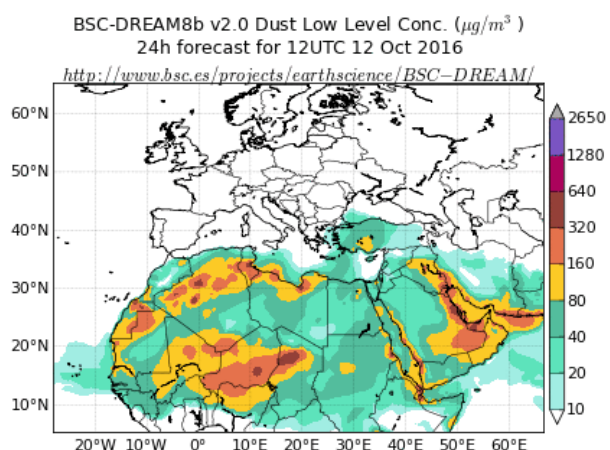 BSC-DREAM8b v2.0 Dust Low Level Conc. (μg/m³ )
24h forecast for 12UTC 12 Oct 2016
http://www.bsc.es/projects/earthscience/BSC−DREAM/
60°N
50°N
40°N
30°N
20°N
10°N
20°W 10°W 0° 10°E 20°E 30°E 40°E 50°E 60°E
2650
1280
640
320
160
80
40
20
10